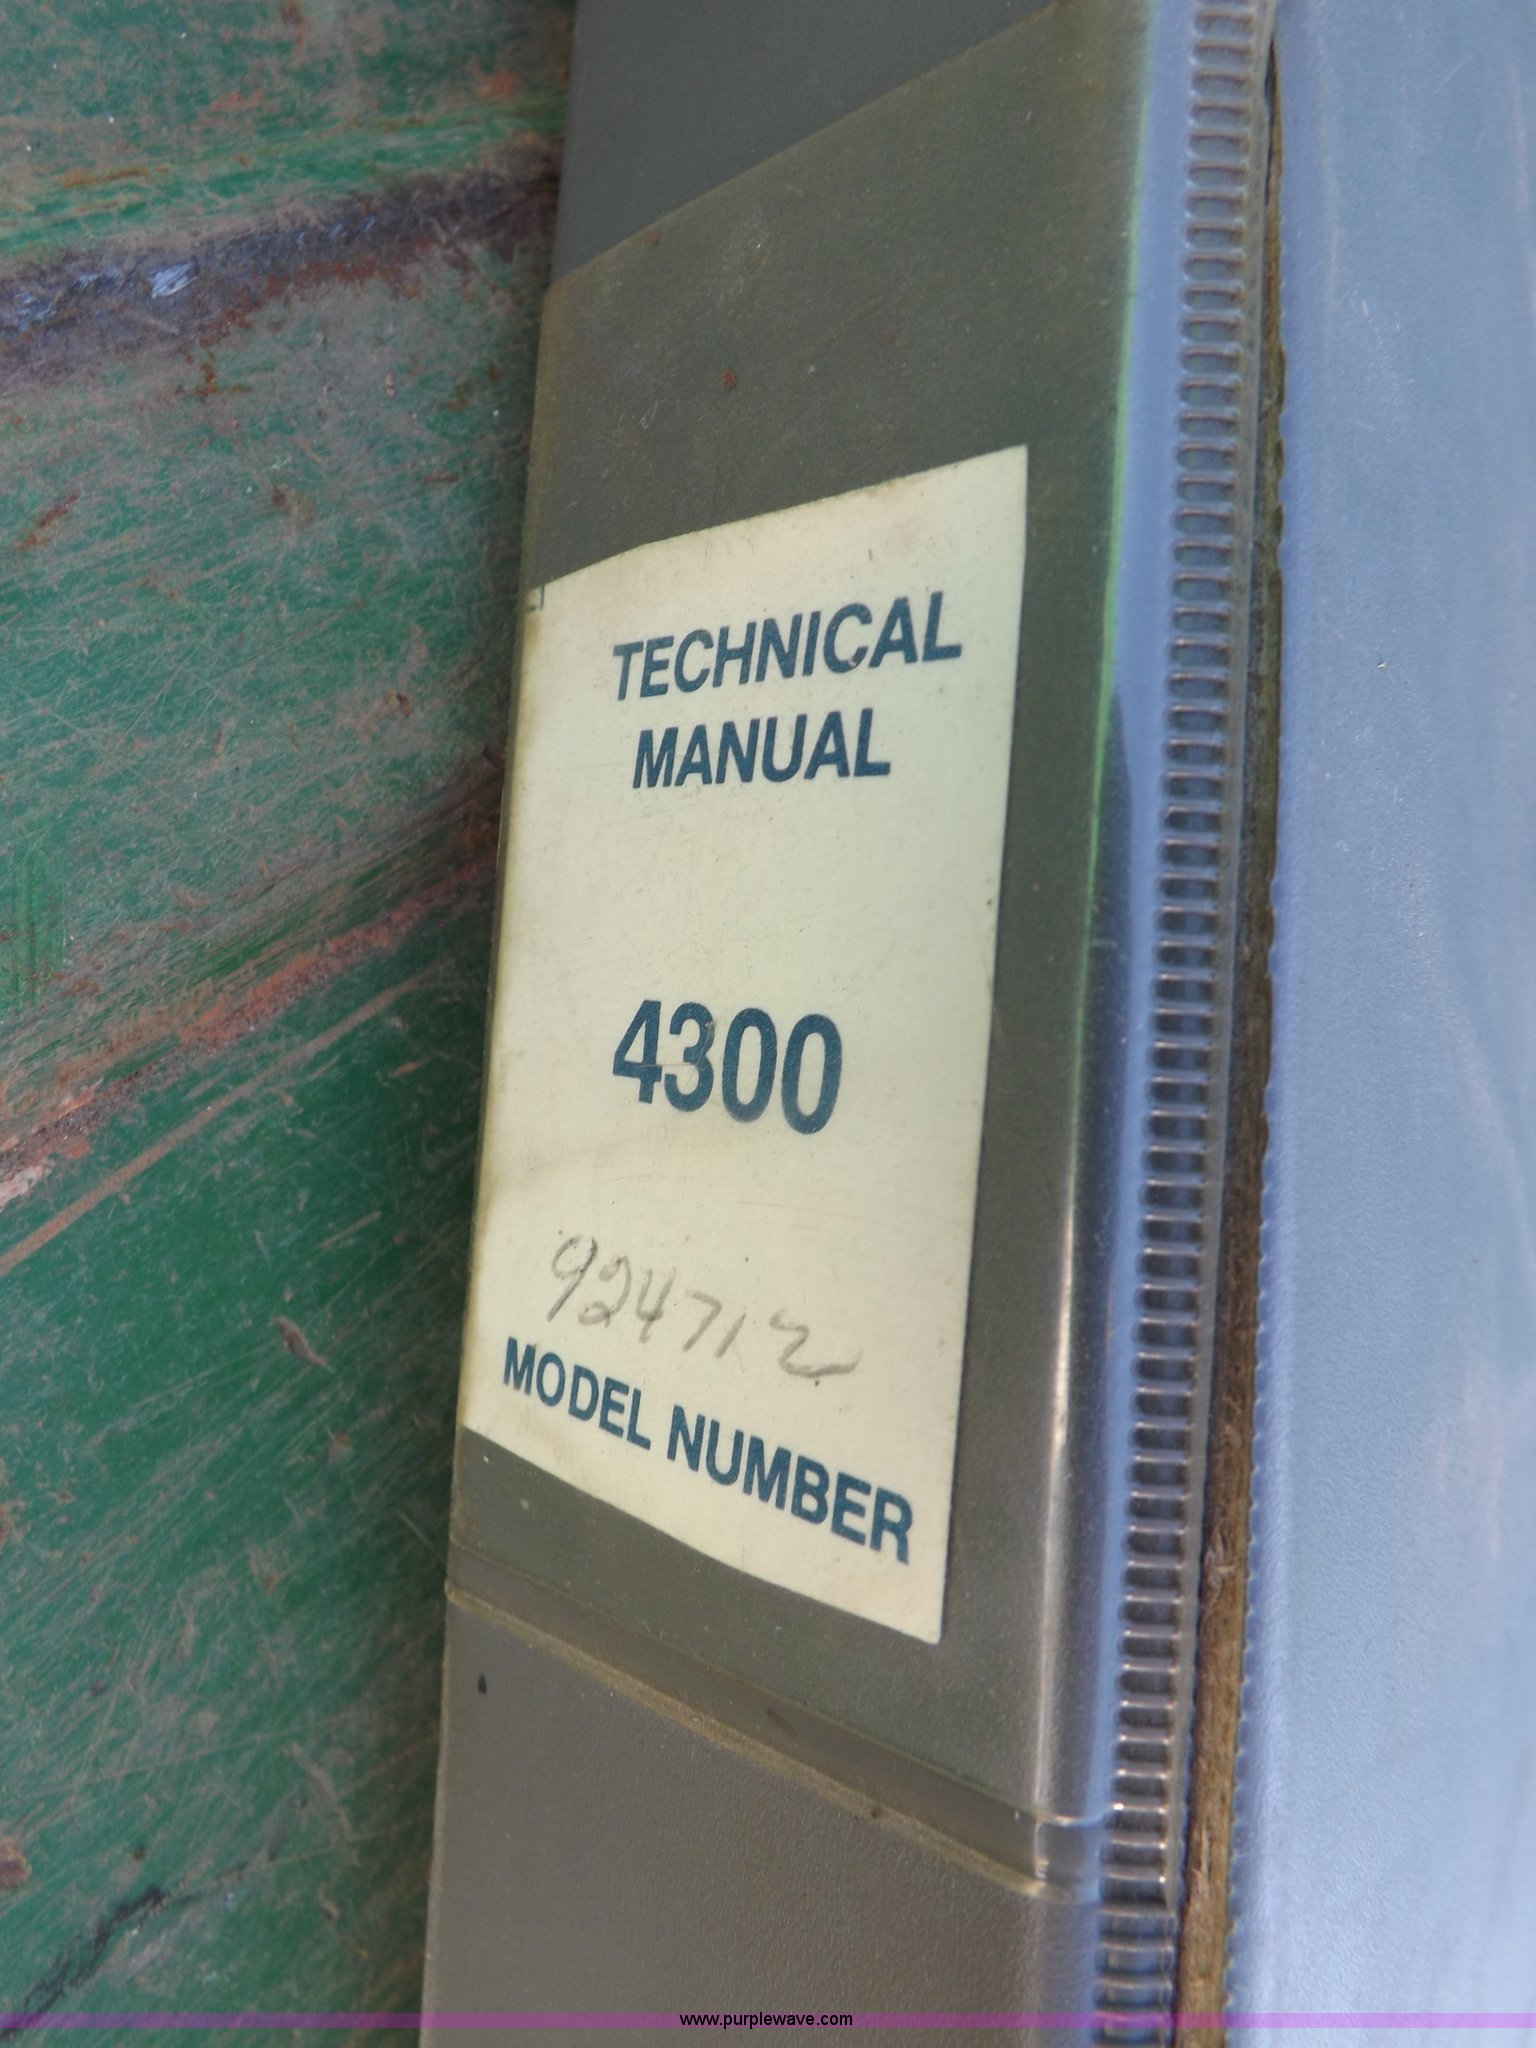 TECHNICAL
MANUAL
4300
924712
MODEL NUMBER
www.purplewave.com